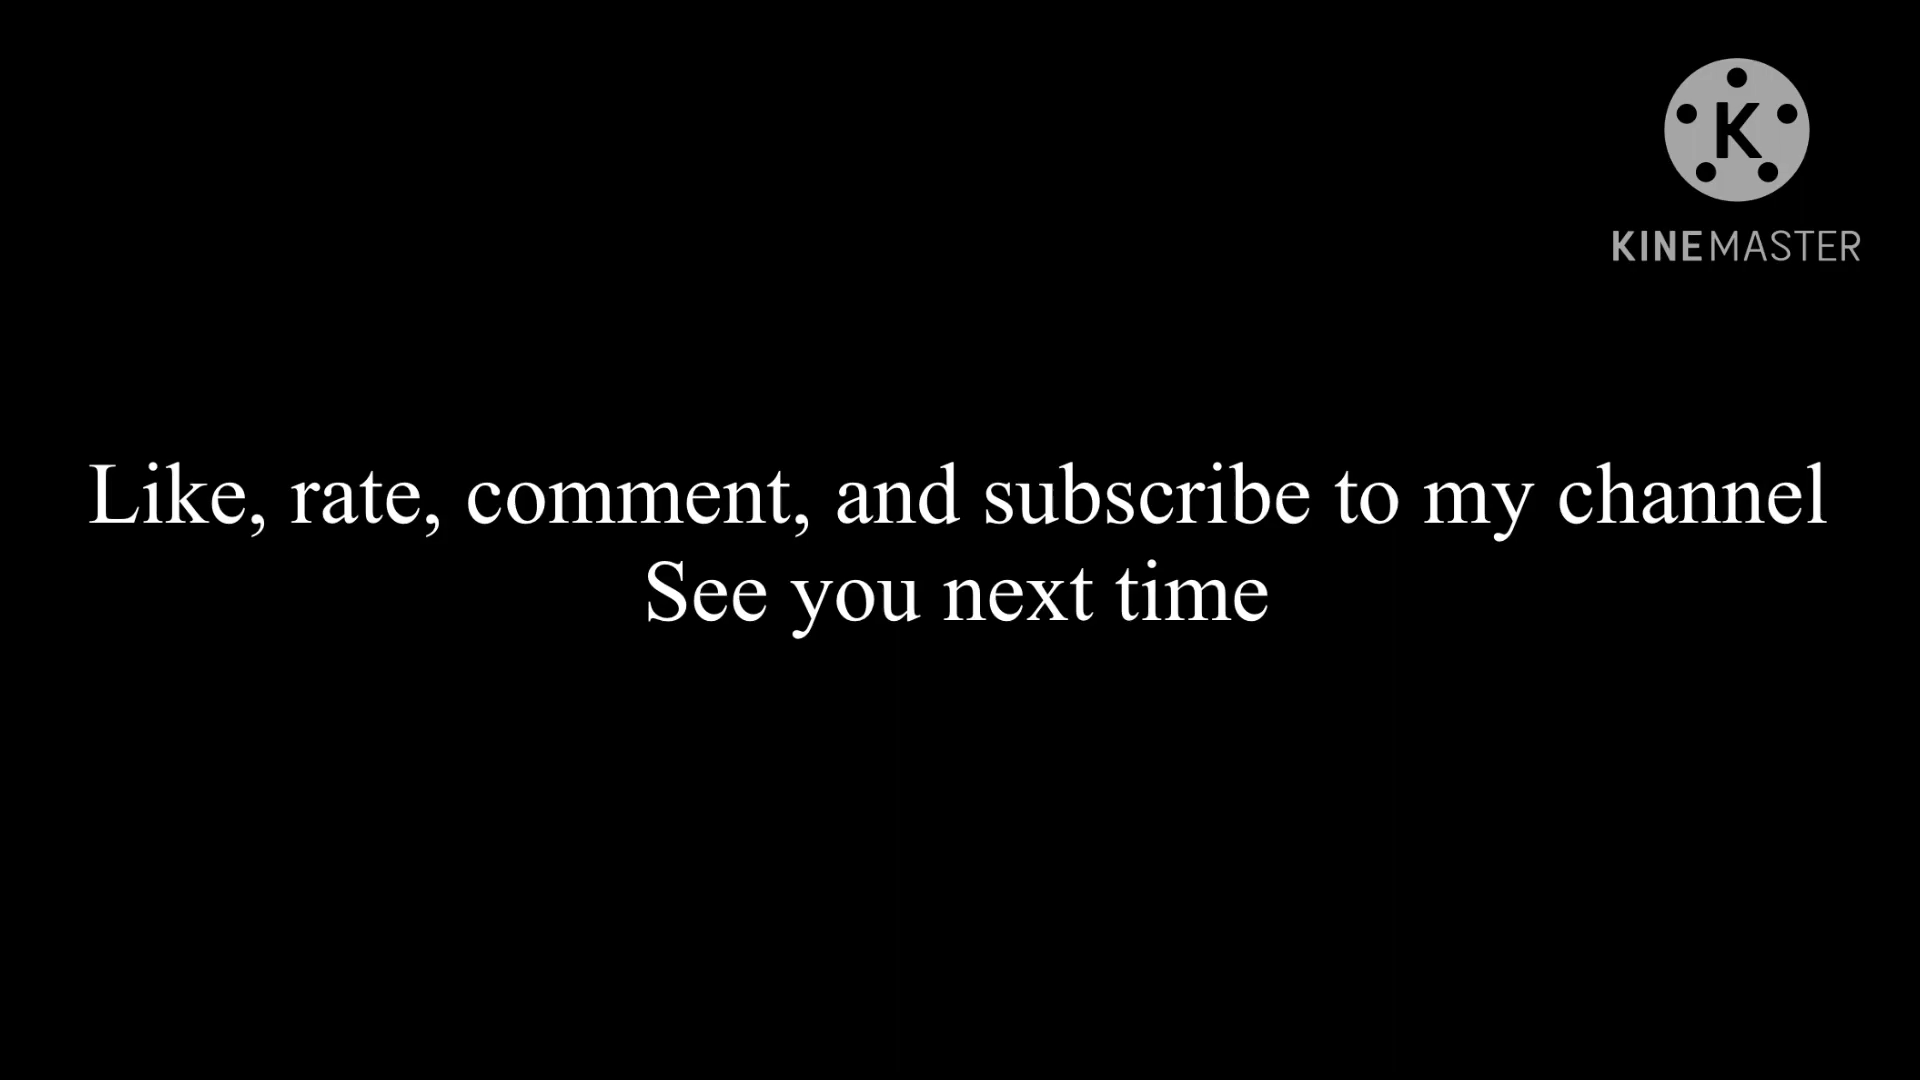 K
KINEMASTER
Like, rate, comment, and subscribe to my channel
See you next time